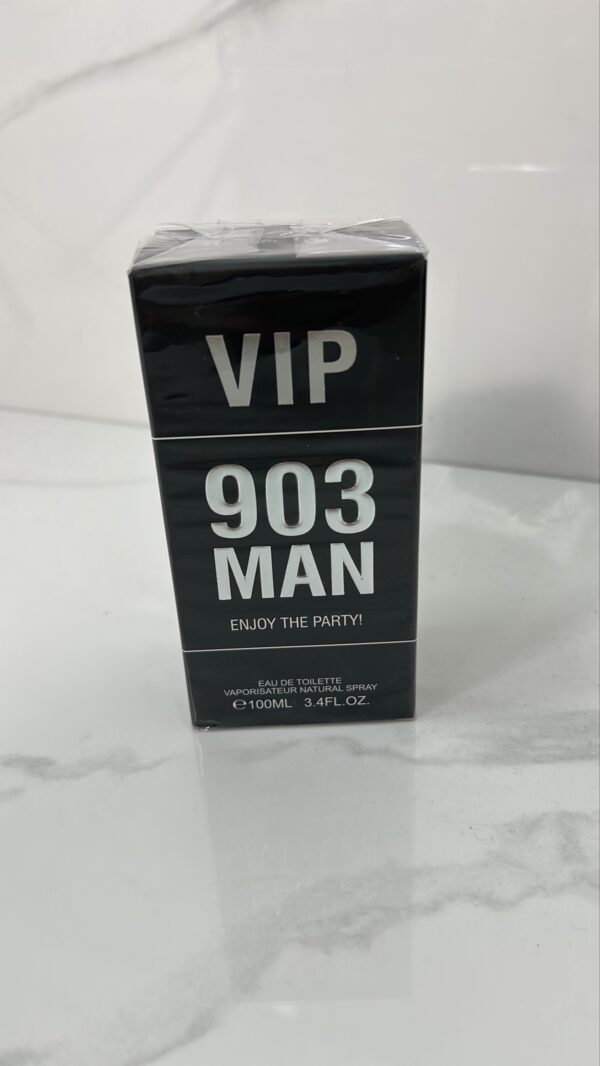 VIP
903
MAN
ENJOY THE PARTY!
EAU DE TOILETTE
VAPORISATEUR NATURAL SPRAY
℮100ML 3.4FL.OZ.